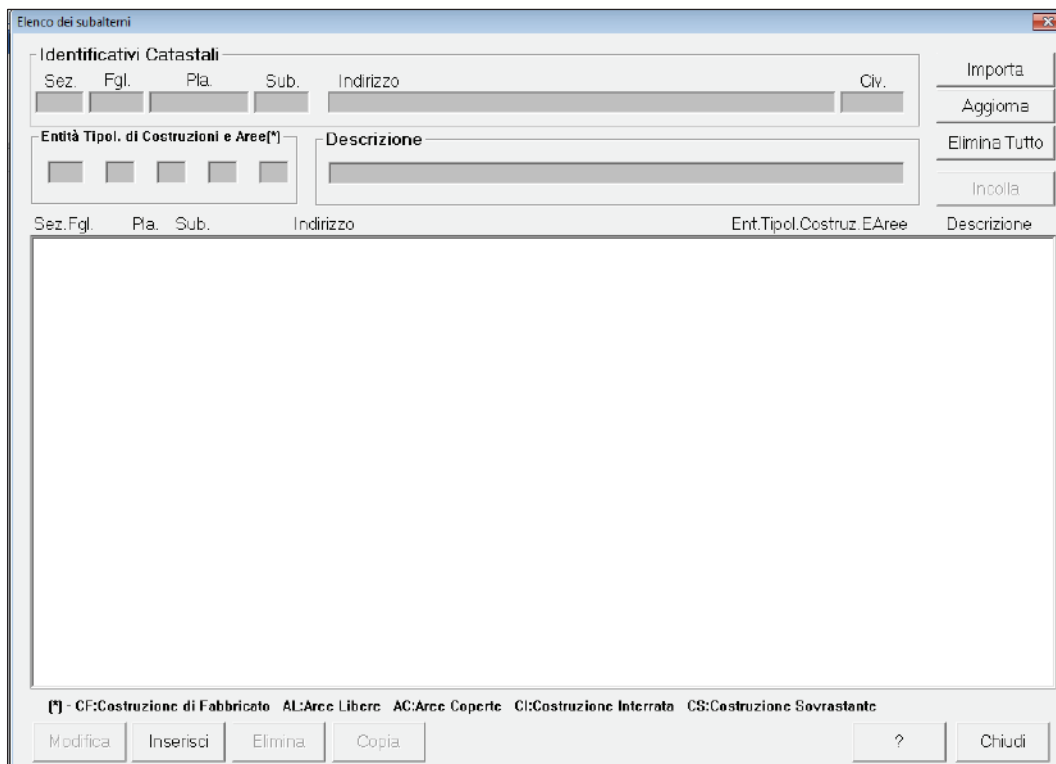 Elenco dei subalterni
Identificativi Catastali
Sez. Fgl. Pla. Sub. Indirizzo Civ.
Importa
Aggiorna
Entità Tipol. di Costruzioni e Aree(*)
Descrizione
Elimina Tutto
Incolla
Sez.Fgl. Pla. Sub. Indirizzo Ent.Tipol.Costruz.EAree Descrizione
(*) - CF:Costruzione di Fabbricato AL:Aree Libere AC:Aree Coperte CI:Costruzione Interrata CS:Costruzione Sovrastante
Modifica Inserisci Elimina Copia ? Chiudi